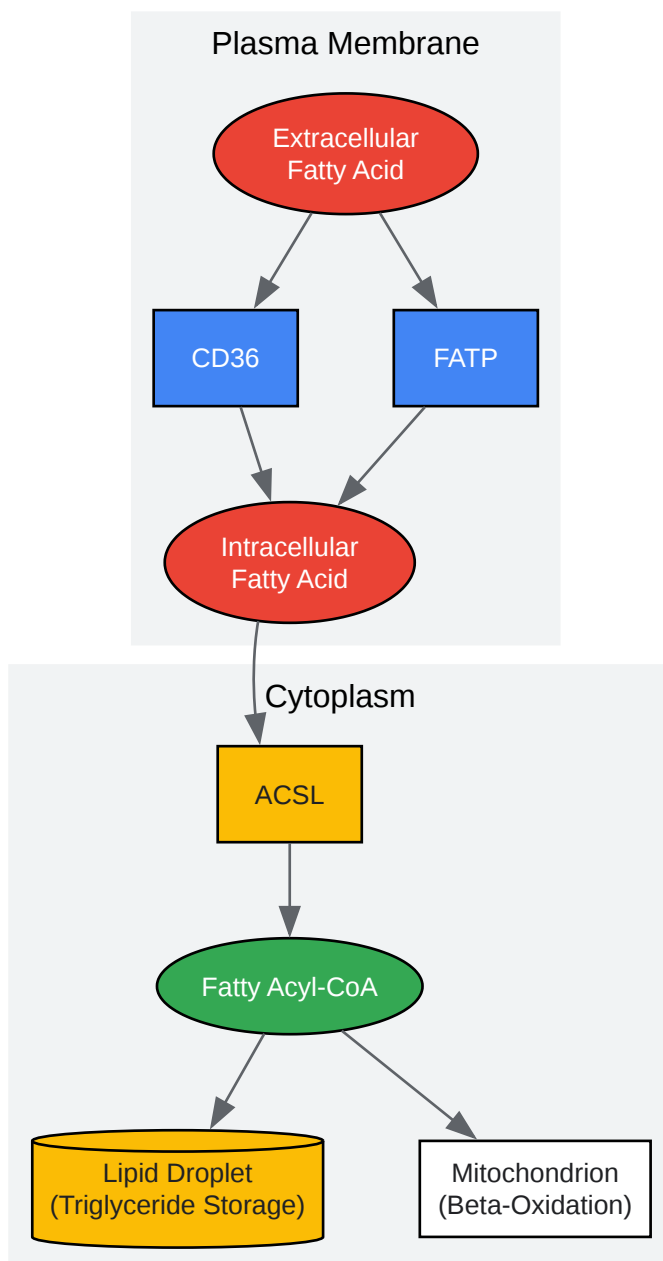 Plasma Membrane
Extracellular
Fatty Acid
CD36
FATP
Intracellular
Fatty Acid
Cytoplasm
ACSL
Fatty Acyl-CoA
Lipid Droplet
(Triglyceride Storage)
Mitochondrion
(Beta-Oxidation)